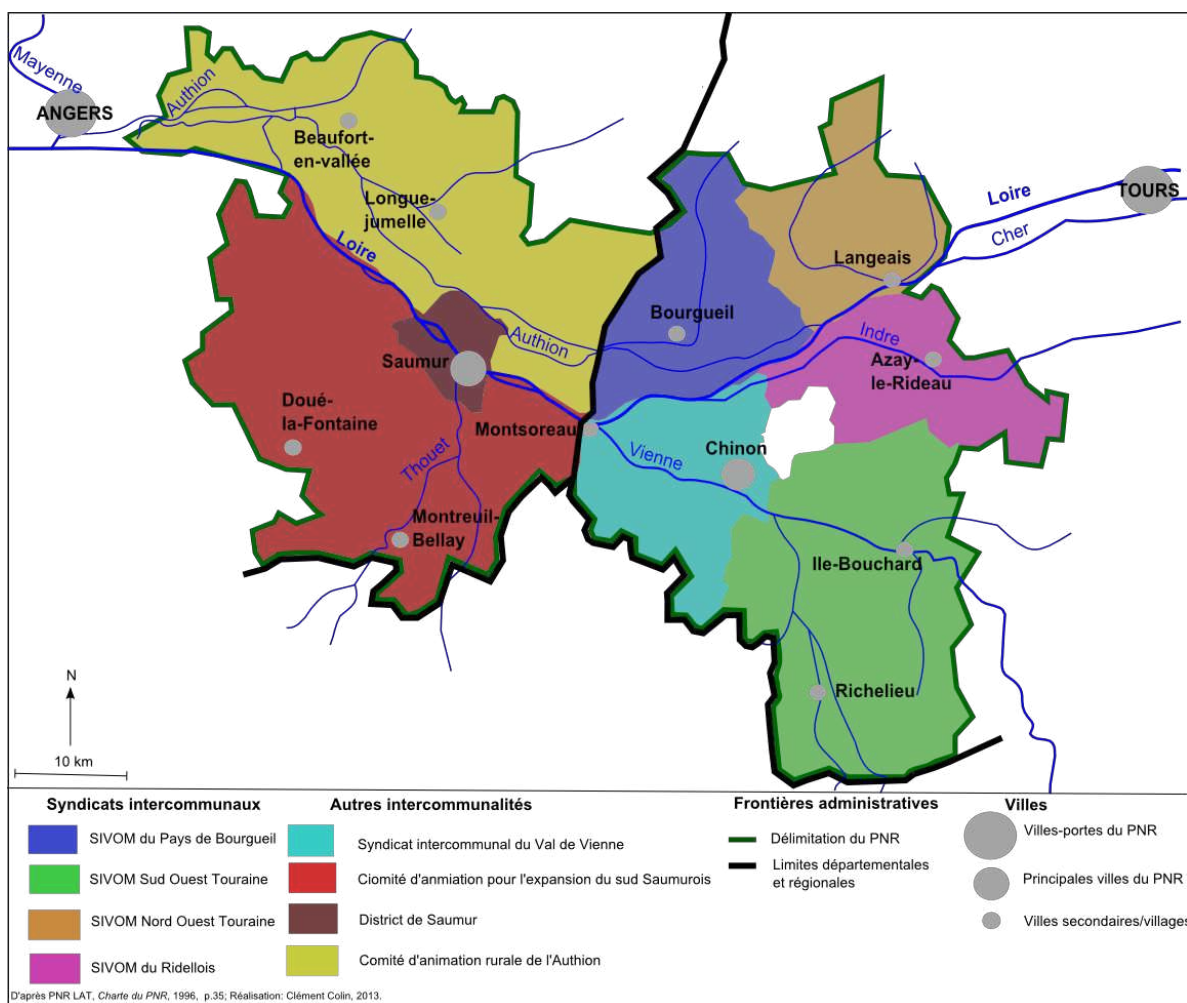 Mayenne
ANGERS
Authion
Beaufort-
en-vallée
Longue-
jumelle
Loire
Loire
TOURS
Cher
Langeais
Bourgueil
Indre
Azay-
le-Rideau
Authion
Saumur
Doué-
la-Fontaine
Montsoreau
Vienne
Chinon
Thouet
Montreuil-
Bellay
Ile-Bouchard
Richelieu
N
10 km
Syndicats intercommunaux
SIVOM du Pays de Bourgueil
SIVOM Sud Ouest Touraine
SIVOM Nord Ouest Touraine
SIVOM du Ridellois
Autres intercommunalités
Syndicat intercommunal du Val de Vienne
Ciomité d'anmiation pour l'expansion du sud Saumurois
District de Saumur
Comité d'animation rurale de l'Authion
Frontières administratives
Délimitation du PNR
Limites départementales
et régionales
Villes
Villes-portes du PNR
Principales villes du PNR
Villes secondaires/villages
D'après PNR LAT, Charte du PNR, 1996, p.35; Réalisation: Clément Colin, 2013.